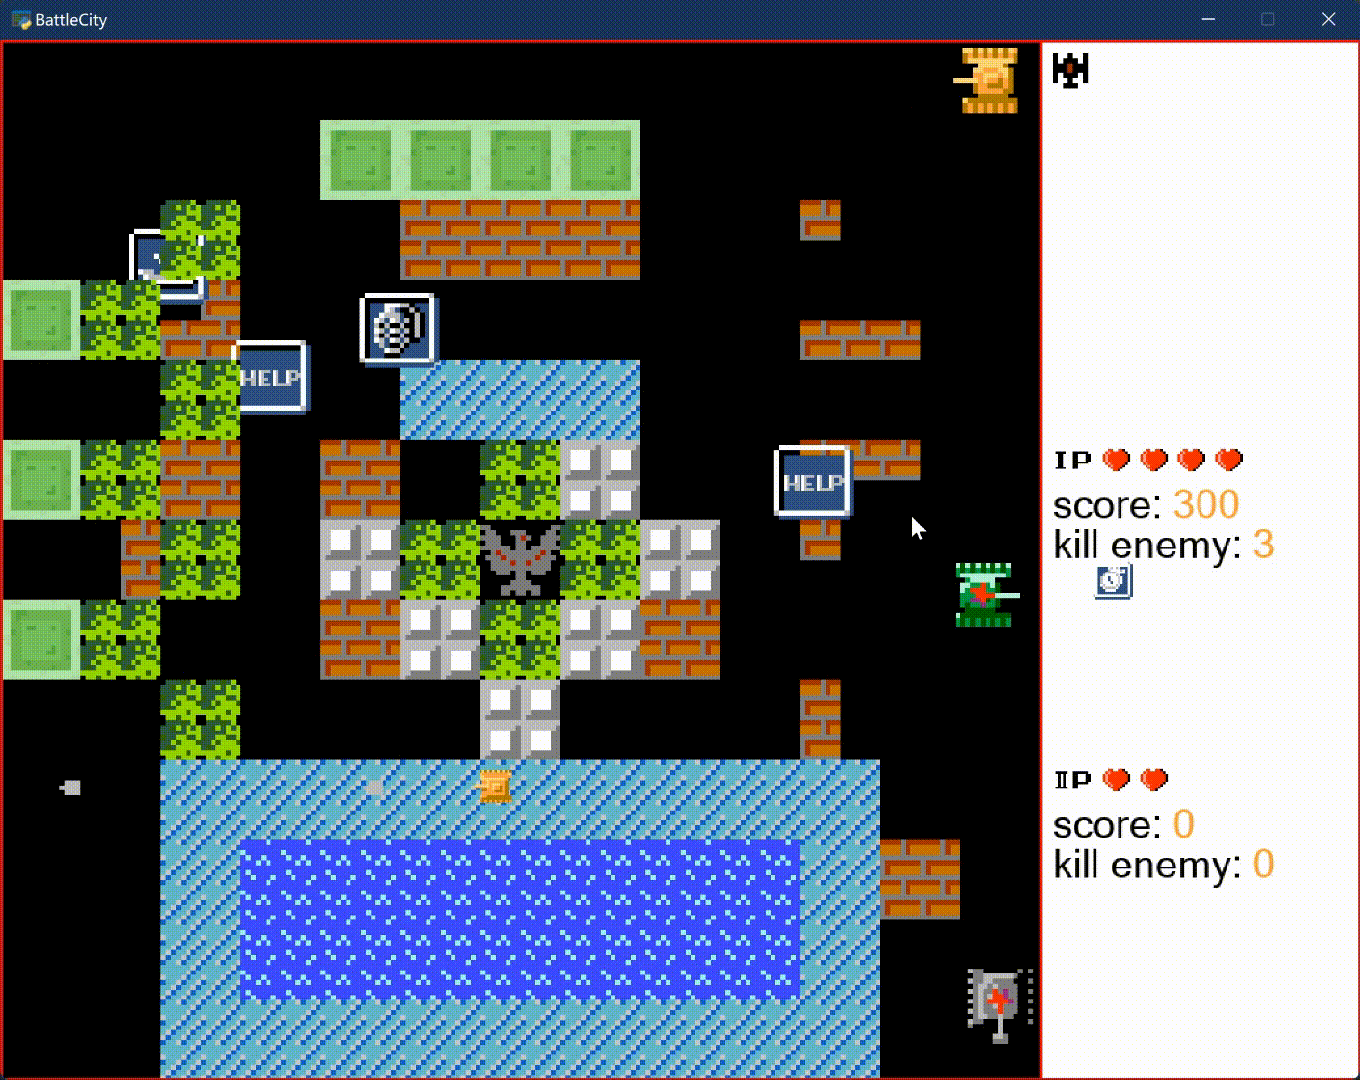 BattleCity
HELP
HELP
IP
score: 300
kill enemy: 3
IIP
score: 0
kill enemy: 0